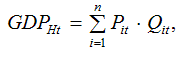 GDP_{Ht} = \sum_{i=1}^{n} P_{it} \cdot Q_{it},